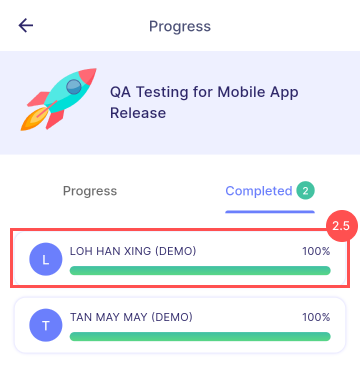 Progress
QA Testing for Mobile App
Release
Progress
Completed 2
2.5
L
LOH HAN XING (DEMO) 100%
T
TAN MAY MAY (DEMO) 100%